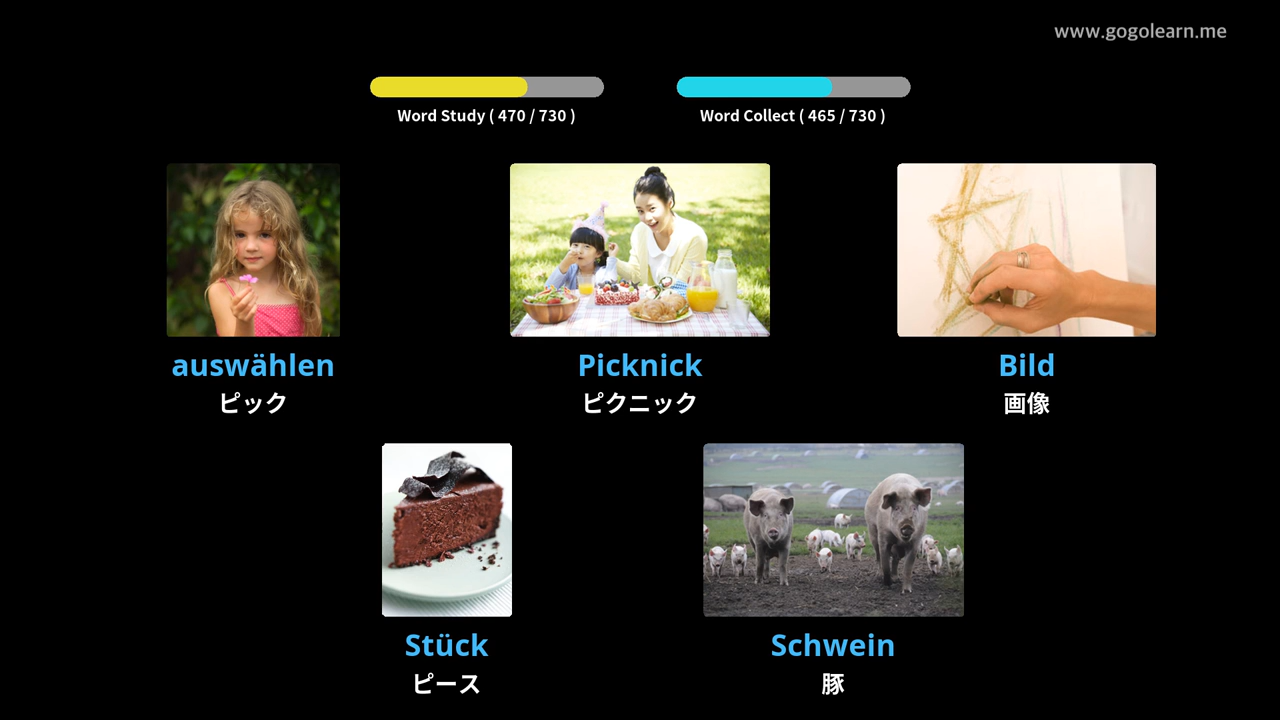 www.gogolearn.me
Word Study ( 470 / 730 )
Word Collect ( 465 / 730 )
auswählen
ピック
Picknick
ピクニック
Bild
画像
Stück
ピース
Schwein
豚